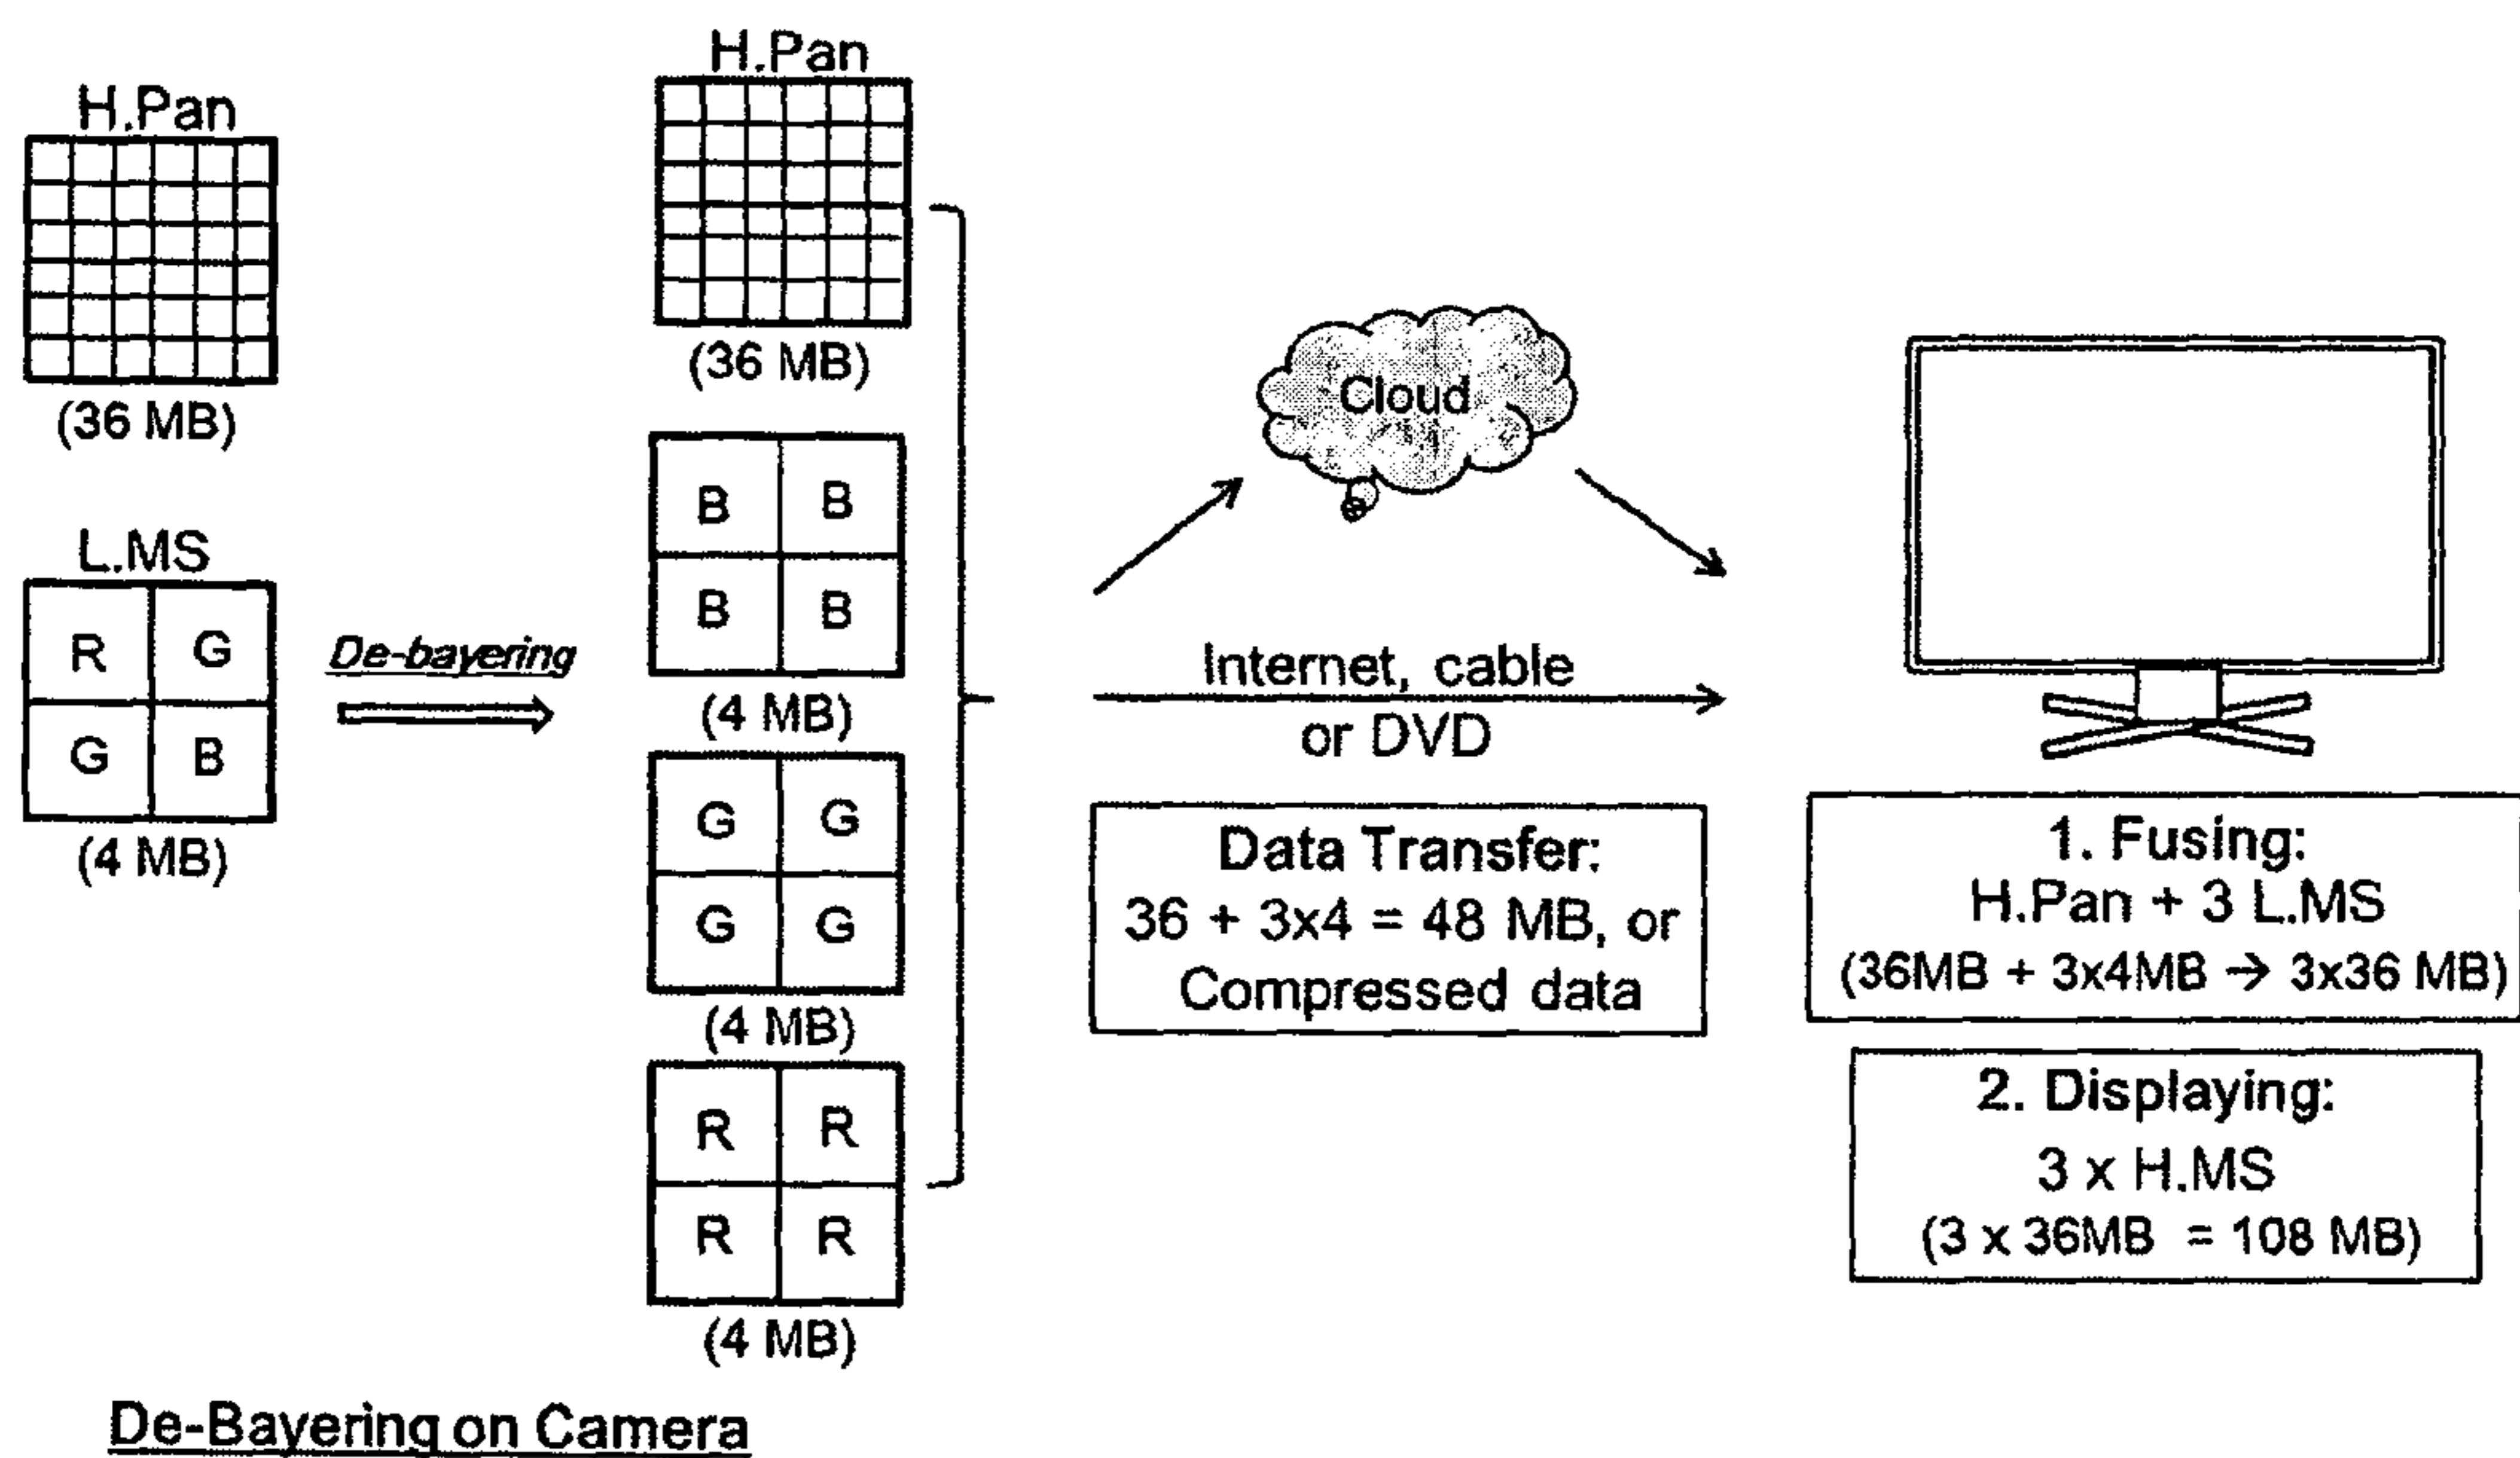 H.Pan
(36 MB)
L.MS
R G
G B
(4 MB)
De-bayering
H.Pan
(36 MB)
B B
B B
(4 MB)
G G
G G
(4 MB)
R R
R R
(4 MB)
De-Bayering on Camera
Cloud
Internet, cable
or DVD
Data Transfer:
36 + 3x4 = 48 MB, or
Compressed data
1. Fusing:
H.Pan + 3 L.MS
(36MB + 3x4MB → 3x36 MB)
2. Displaying:
3 x H.MS
(3 x 36MB = 108 MB)